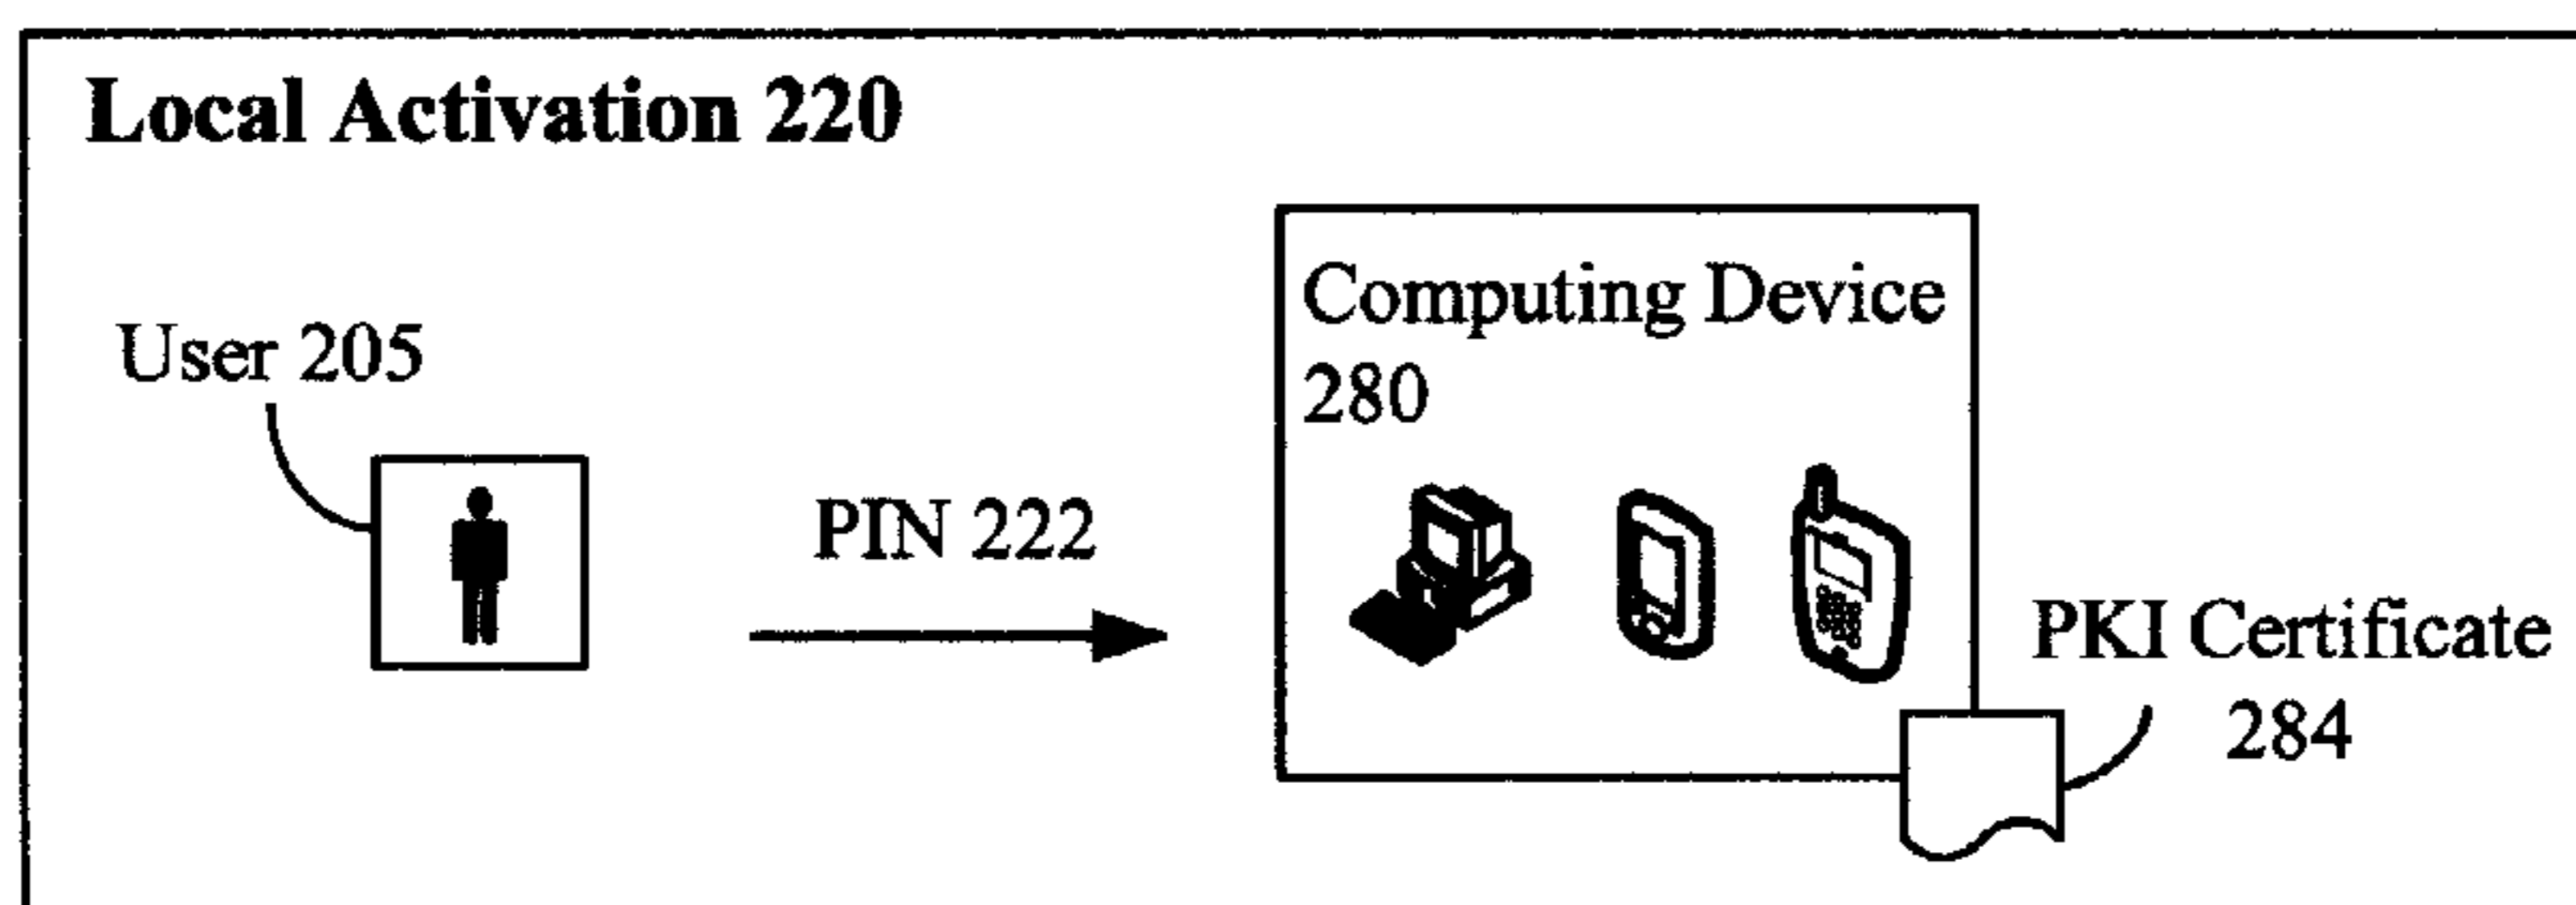 Local Activation 220
User 205
PIN 222
Computing Device
280
PKI Certificate
284